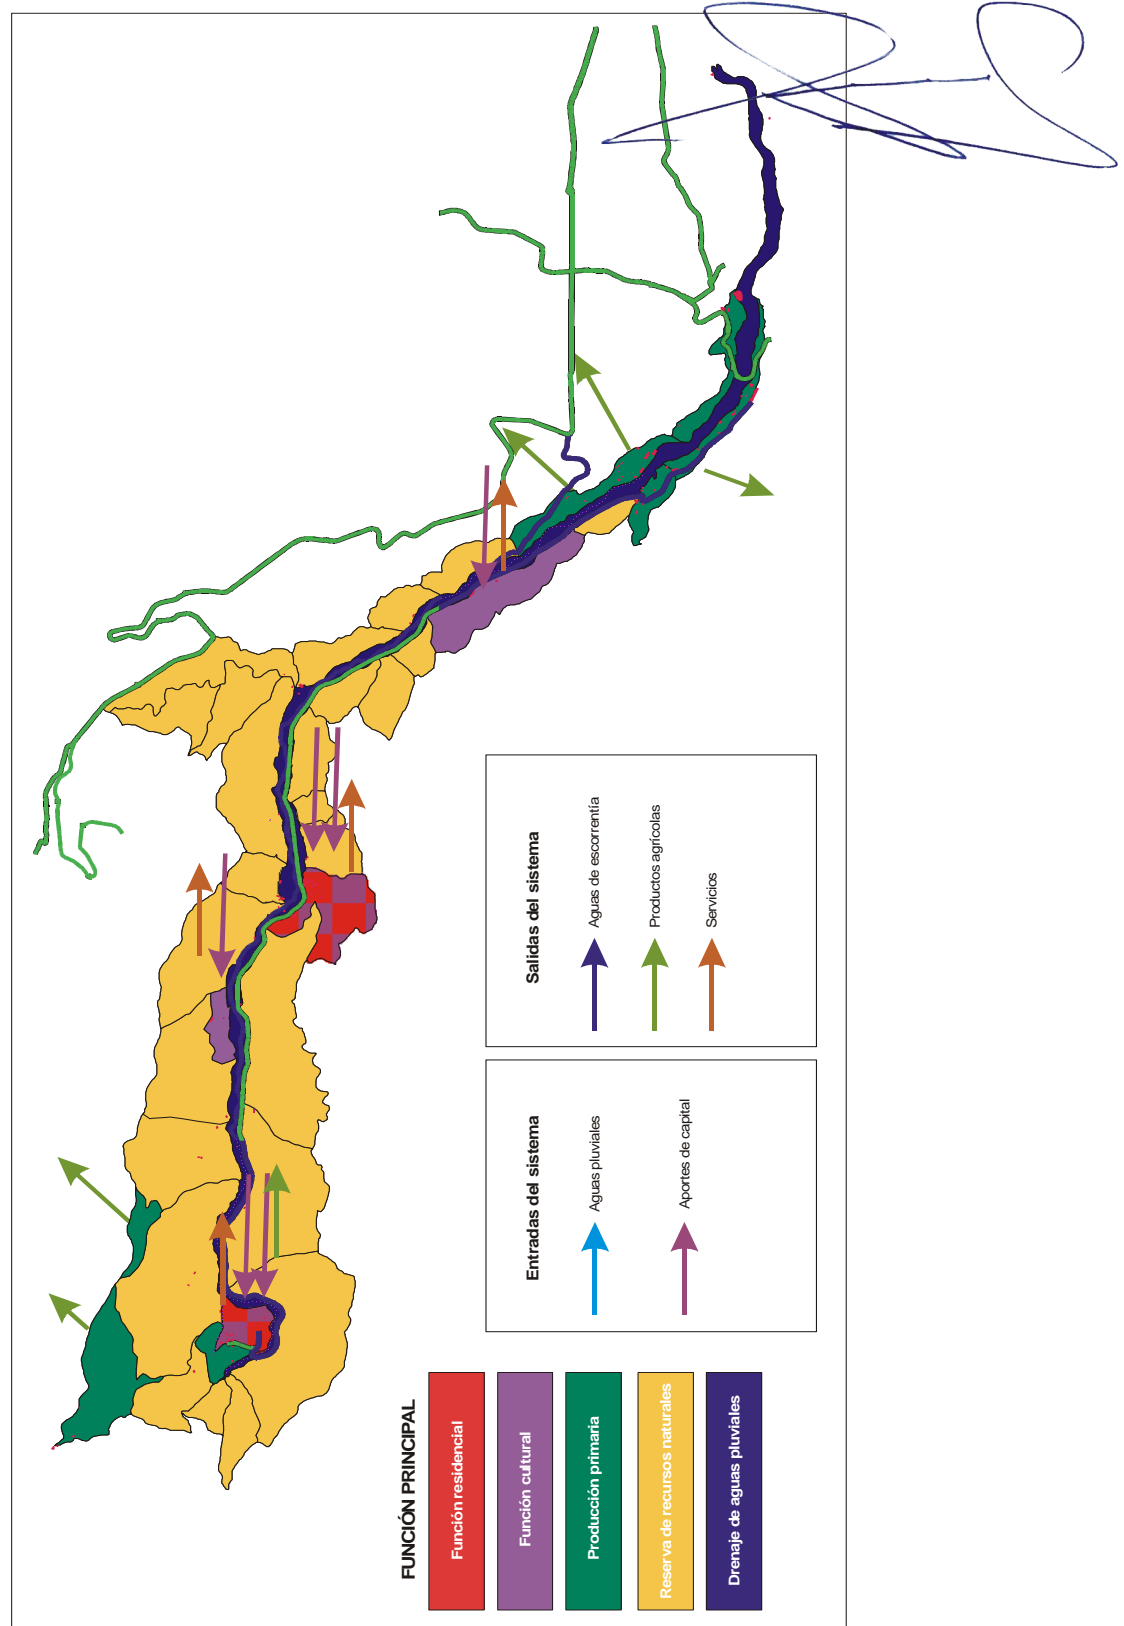 FUNCIÓN PRINCIPAL
Función residencial
Función cultural
Producción primaria
Reserva de recursos naturales
Drenaje de aguas pluviales
Entradas del sistema
Aguas pluviales
Aportes de capital
Salidas del sistema
Aguas de escorrentía
Productos agrícolas
Servicios